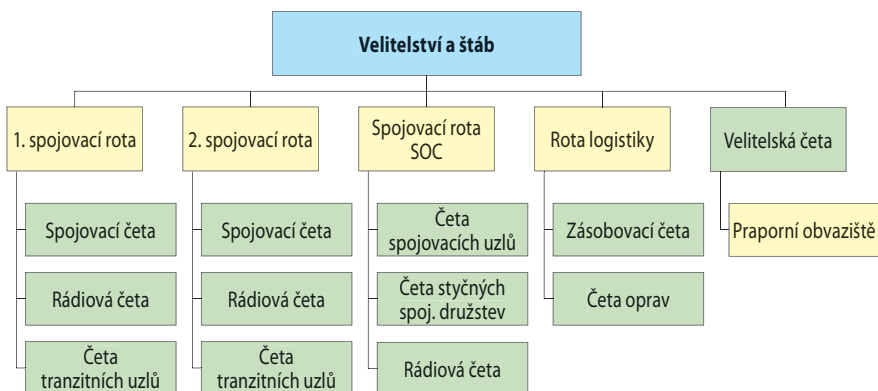 Velitelství a štáb
1. spojovací rota
2. spojovací rota
Spojovací rota
SOC
Rota logistiky
Velitelská četa
Spojovací četa
Rádiová četa
Četa
tranzitních uzlů
Spojovací četa
Rádiová četa
Četa
tranzitních uzlů
Četa
spojovacích uzlů
Četa styčných
spoj. družstev
Rádiová četa
Zásobovací četa
Četa oprav
Praporní obvaziště